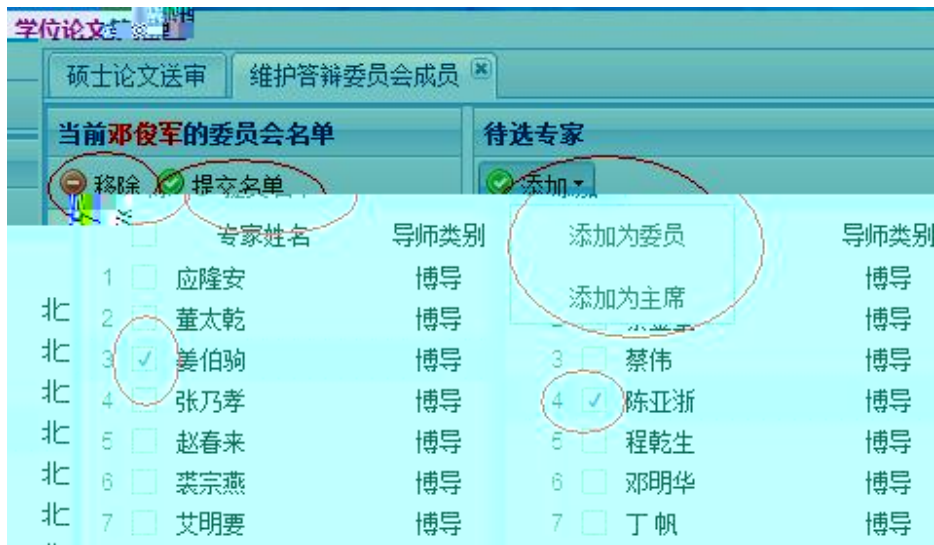 学位论文
硕士论文送审 维护答辩委员会成员
当前邓俊军的委员会名单 待选专家
移除 提交名单 添加
专家姓名 导师类别 添加为委员 导师类别
1 应隆安 博导 博导
添加为主席
北 2 董太乾 博导 博导
北 3 姜伯驹 博导 3 蔡伟 博导
北 4 张乃孝 博导 4 陈亚浙 博导
北 5 赵春来 博导 程乾生 博导
北 6 裘宗燕 博导 6 邓明华 博导
北 7 艾明要 博导 7 丁帆 博导